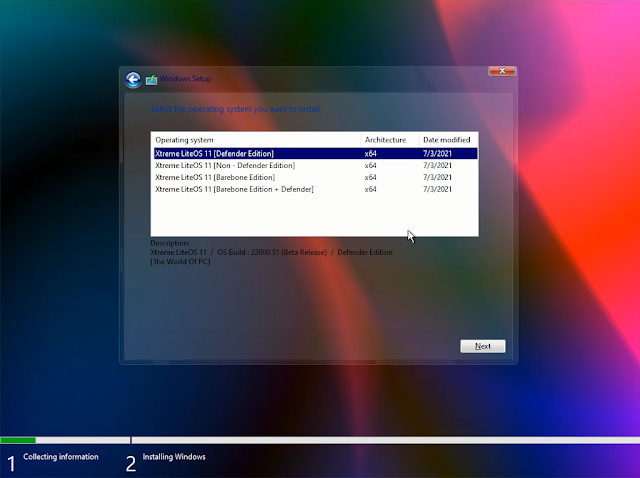 Windows Setup
Select the operating system you want to install
Operating system Architecture Date modified
Xtreme LiteOS 11 [Defender Edition] x64 7/3/2021
Xtreme LiteOS 11 [Non - Defender Edition] x64 7/3/2021
Xtreme LiteOS 11 [Barebone Edition] x64 7/3/2021
Xtreme LiteOS 11 [Barebone Edition + Defender] x64 7/3/2021
Description:
Xtreme LiteOS 11 / OS Build : 22000.51 (Beta Release) / Defender Edition
[The World Of PC]
Next
1 Collecting information 2 Installing Windows